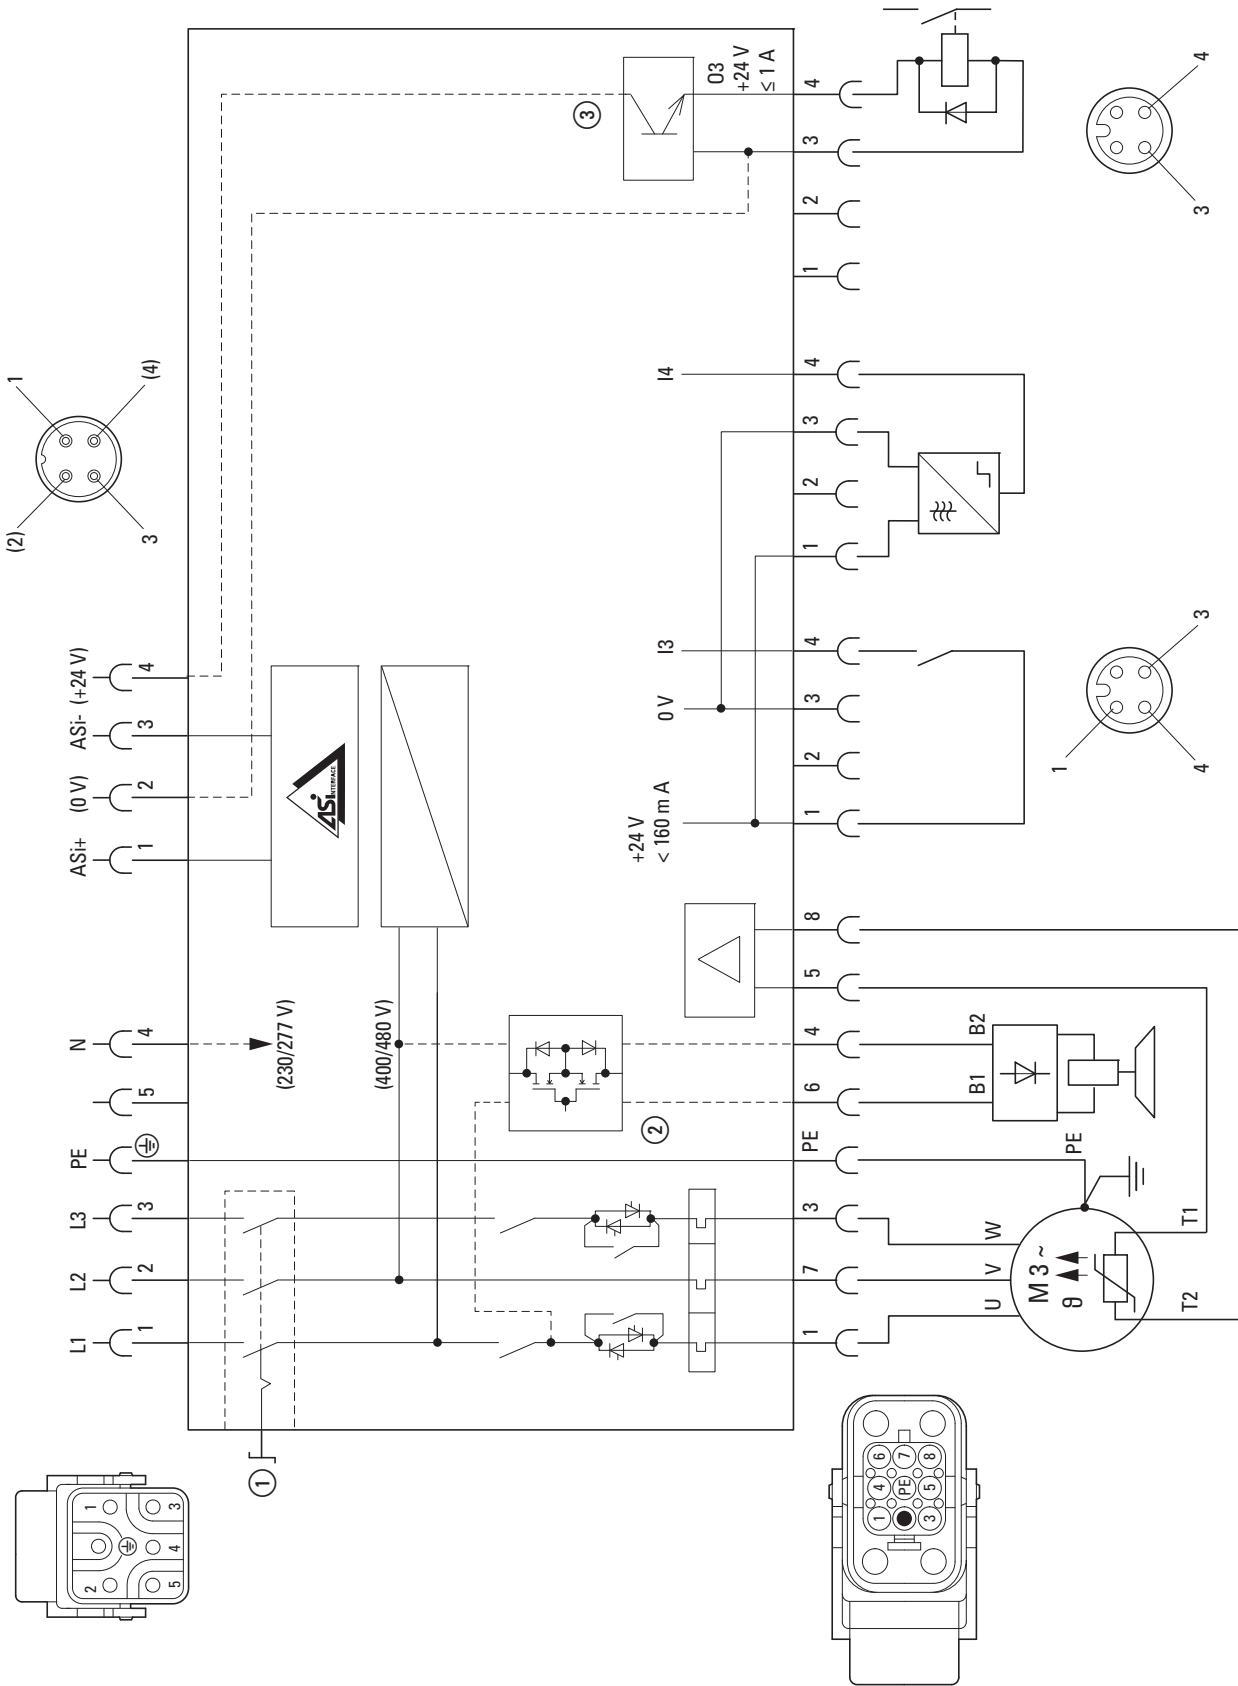 1
(2)
3
(4)
L1
L2
L3
PE
N
ASi+
(0 V)
ASi-
(+24 V)
1
2
3
5
4
1
2
3
4
1
2
3
4
5
1
(230/277 V)
(400/480 V)
ASi
INTERFACE
2
3
+24 V
< 160 m A
0 V
I3
I4
O3
+24 V
≤ 1 A
1
7
3
PE
6
4
5
8
1
2
3
4
1
2
3
4
1
2
3
4
U
V
W
PE
M 3 ~
ϑ
T1
T2
B1
B2
1
4
6
PE
7
3
5
8
1
3
4
3
4